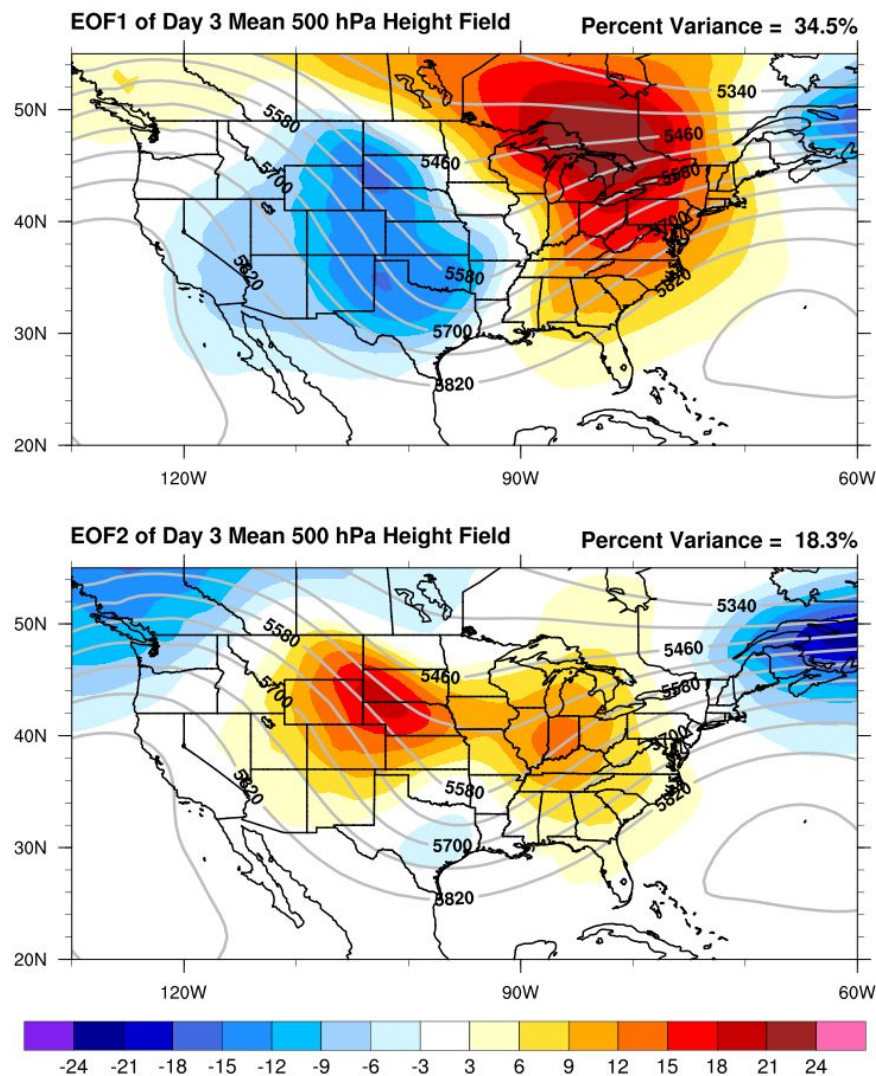 EOF1 of Day 3 Mean 500 hPa Height Field Percent Variance = 34.5%
50N
40N
30N
20N
5340
5580
5460
5460
5700
5580
5700
5820
5580
5820
5700
5820
120W 90W 60W
EOF2 of Day 3 Mean 500 hPa Height Field Percent Variance = 18.3%
50N
40N
30N
20N
5340
5580
5460
5460
5700
5580
5700
5820
5580
5820
5700
5820
120W 90W 60W
-24 -21 -18 -15 -12 -9 -6 -3 3 6 9 12 15 18 21 24